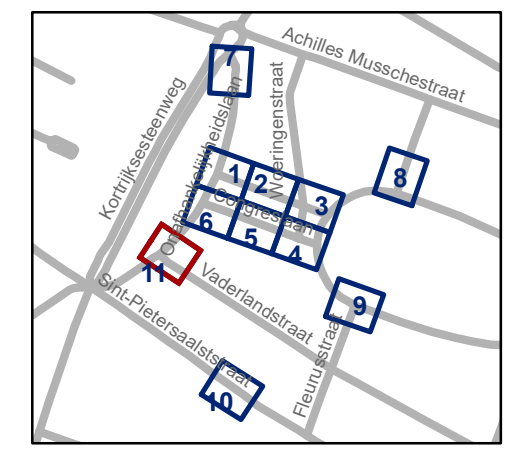 7
Achilles Musschestraat
Kortrijksesteenweg
Onafhankelijkheidslaan
Woeringenstraat
8
1
2
3
Congreslaan
6
5
4
11
Vaderlandstraat
9
Sint-Pietersaalststraat
Fleurusstraat
10